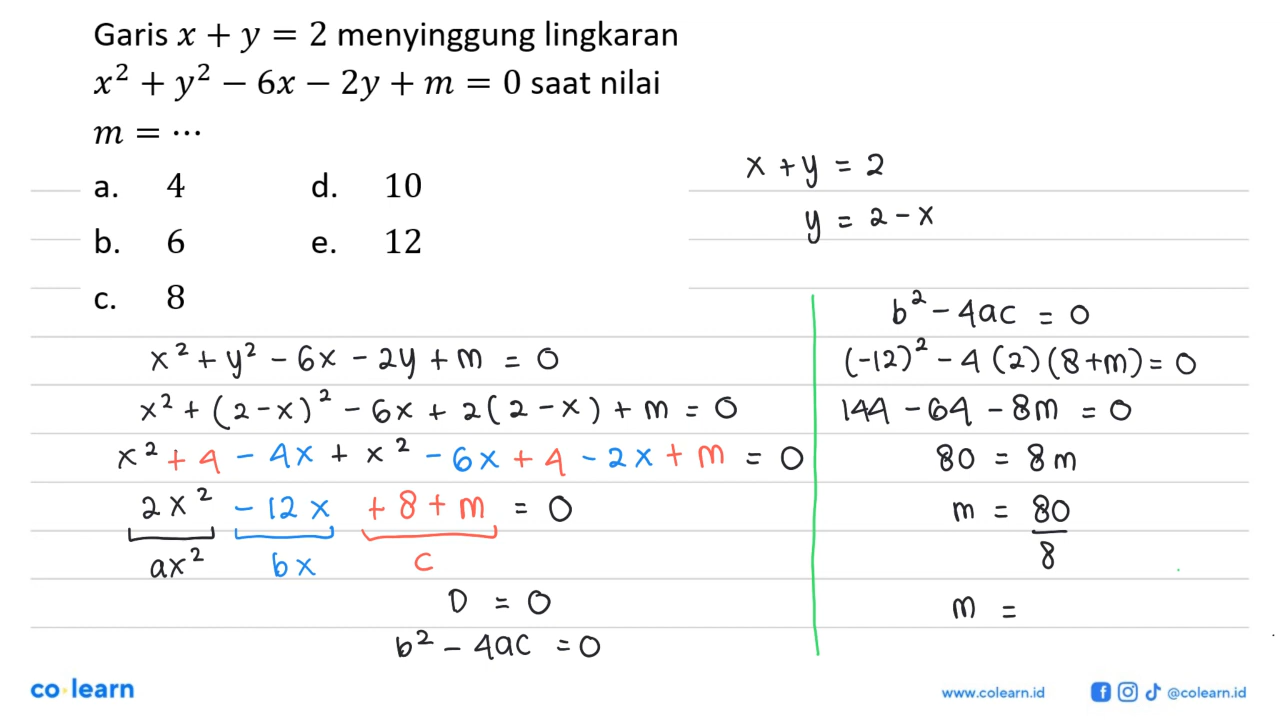 Garis x + y = 2 menyinggung lingkaran
x² + y² − 6x − 2y + m = 0 saat nilai
m = ⋯
a. 4 d. 10
b. 6 e. 12
c. 8
x + y = 2
y = 2 - x
x² + y² - 6x - 2y + m = 0
x² + (2-x)² - 6x + 2(2-x) + m = 0
x² + 4 - 4x + x² - 6x + 4 - 2x + m = 0
2x² - 12x + 8 + m = 0
ax² bx c
D = 0
b² - 4ac = 0
b² - 4ac = 0
(-12)² - 4(2)(8+m) = 0
144 - 64 - 8m = 0
80 = 8m
m = 80/8
m =
co learn
www.colearn.id @colearn.id